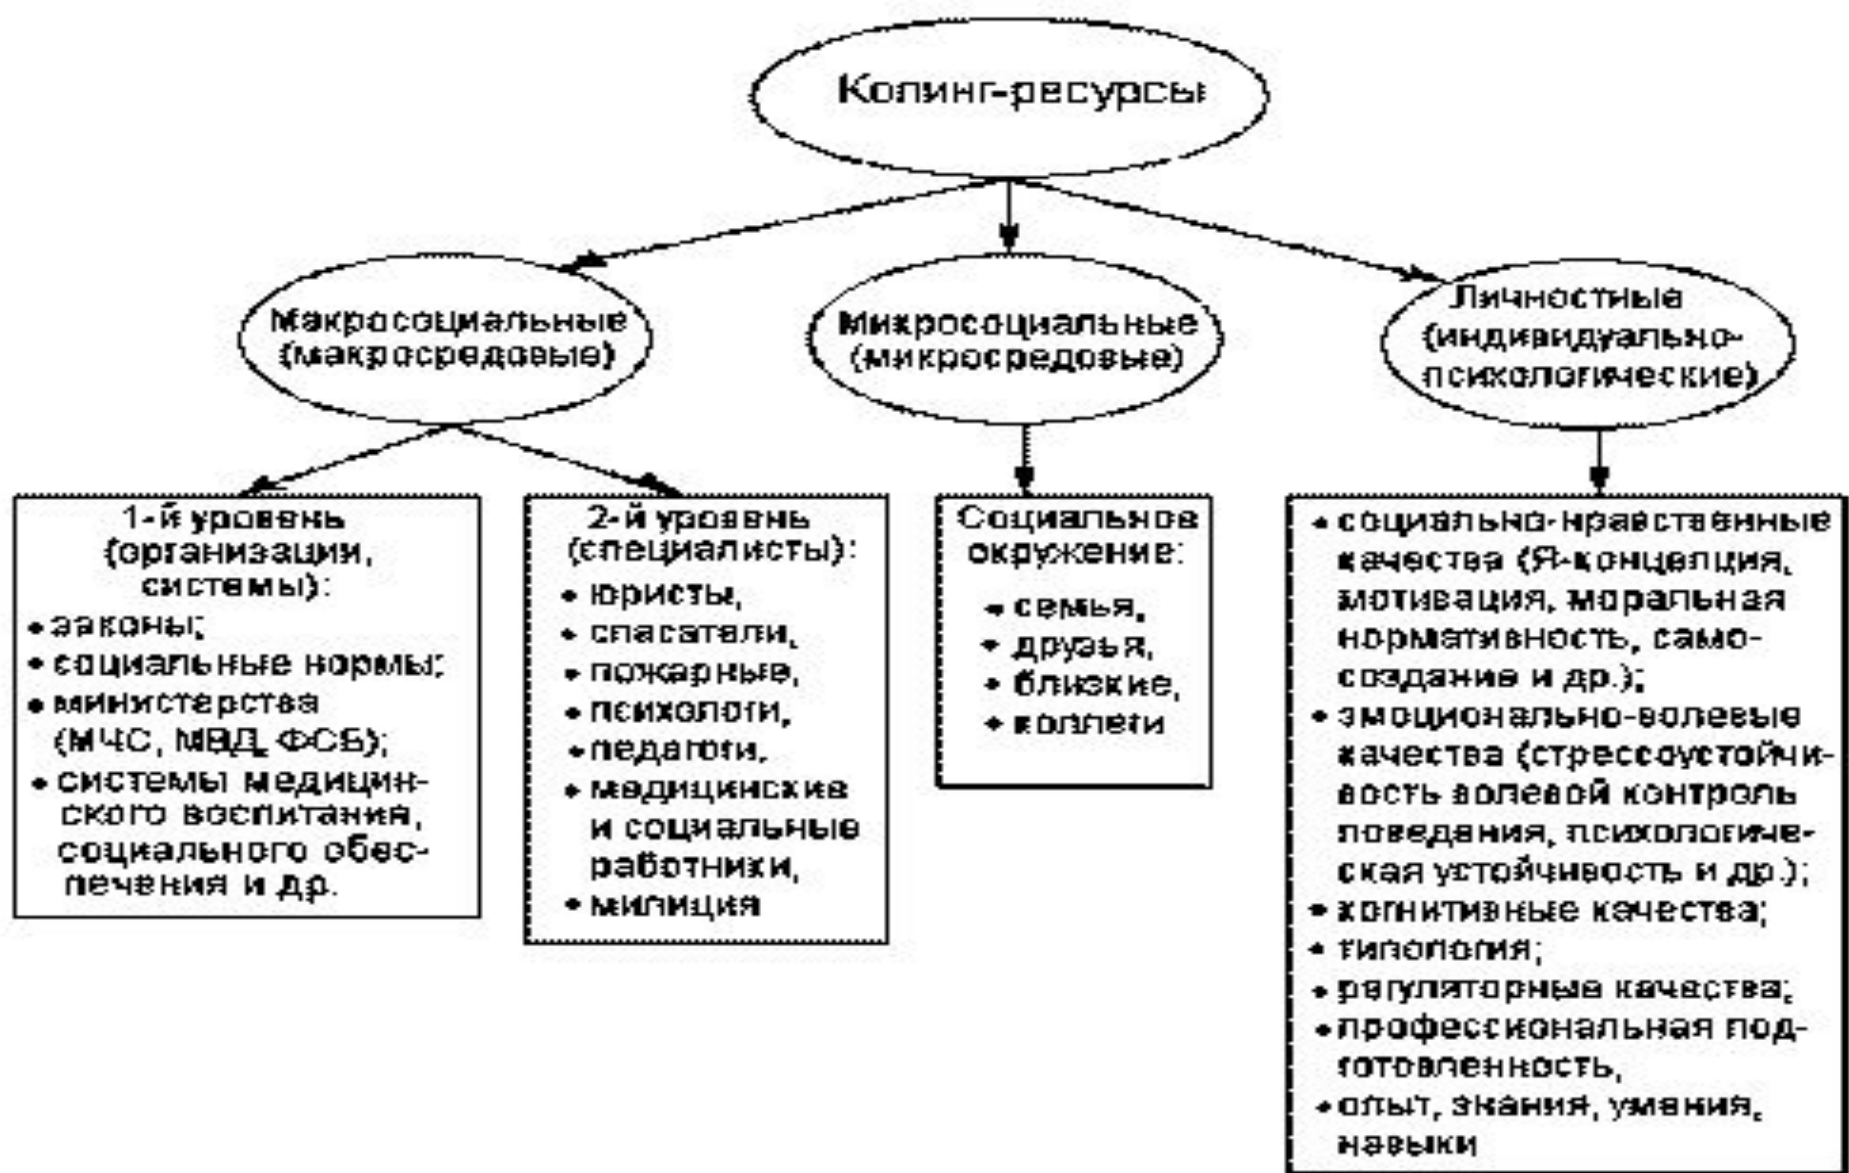 Копинг-ресурсы
Макросоциальные
(макросредовые)
Микросоциальные
(микросредовые)
Личностные
(индивидуально-
психологические)
1-й уровень
(организации,
системы):
• законы;
• социальные нормы;
• министерства
(МЧС, МВД, ФСБ);
• системы медицин-
ского воспитания,
социального обес-
печения и др.
2-й уровень
(специалисты):
• юристы,
• спасатели,
• пожарные,
• психологи,
• педагоги,
• медицинские
и социальные
работники,
• милиция
Социальное
окружение:
• семья,
• друзья,
• близкие,
• коллеги
• социально-нравственные
качества (Я-концепция,
мотивация, моральная
нормативность, само-
создание и др.);
• эмоционально-волевые
качества (стрессоустойчи-
вость волевой контроль
поведения, психологиче-
ская устойчивость и др.);
• когнитивные качества;
• типология;
• регуляторные качества;
• профессиональная под-
готовленность,
• опыт, знания, умения,
навыки